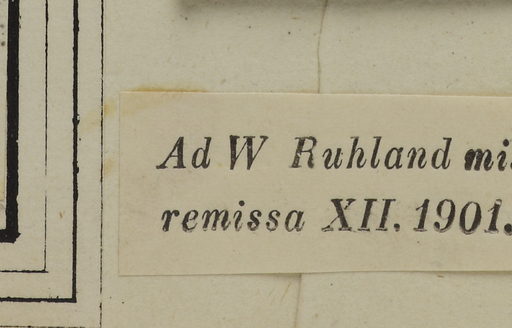 Ad W Ruhland
remissa XII. 1901.